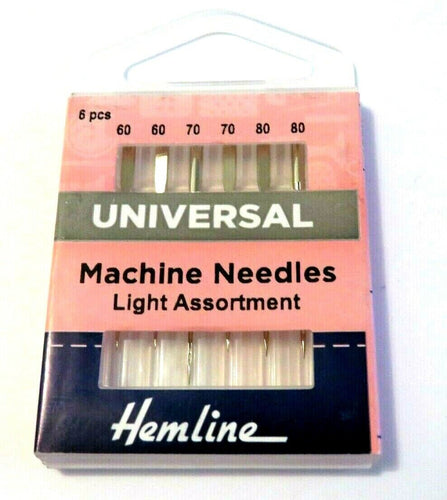 6 pcs
60 60 70 70 80 80
UNIVERSAL
Machine Needles
Light Assortment
Hemline